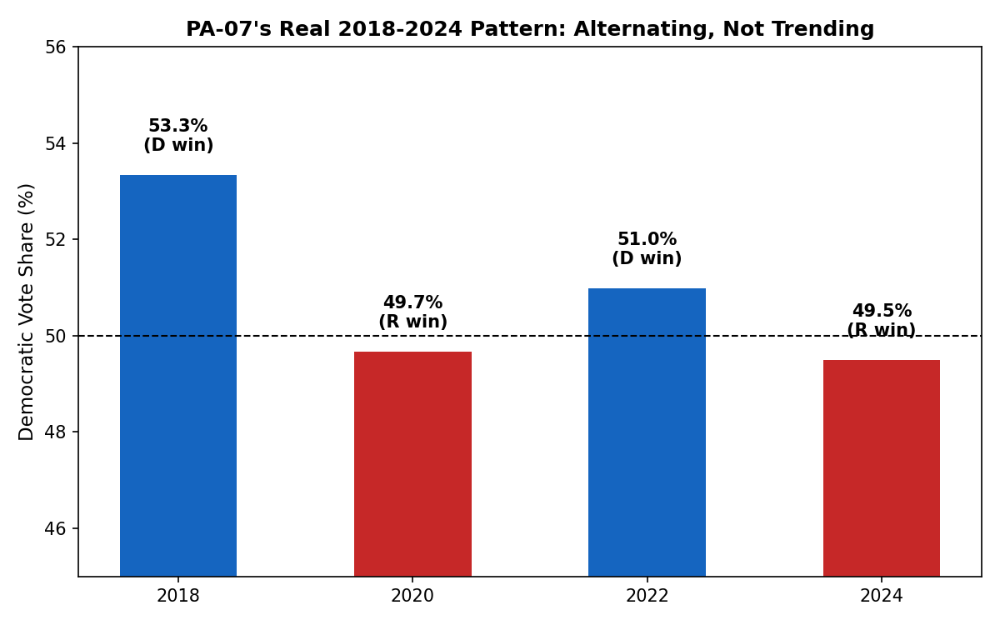 PA-07's Real 2018-2024 Pattern: Alternating, Not Trending
Democratic Vote Share (%)
56
54
52
50
48
46
53.3%
(D win)
49.7%
(R win)
51.0%
(D win)
49.5%
(R win)
2018
2020
2022
2024